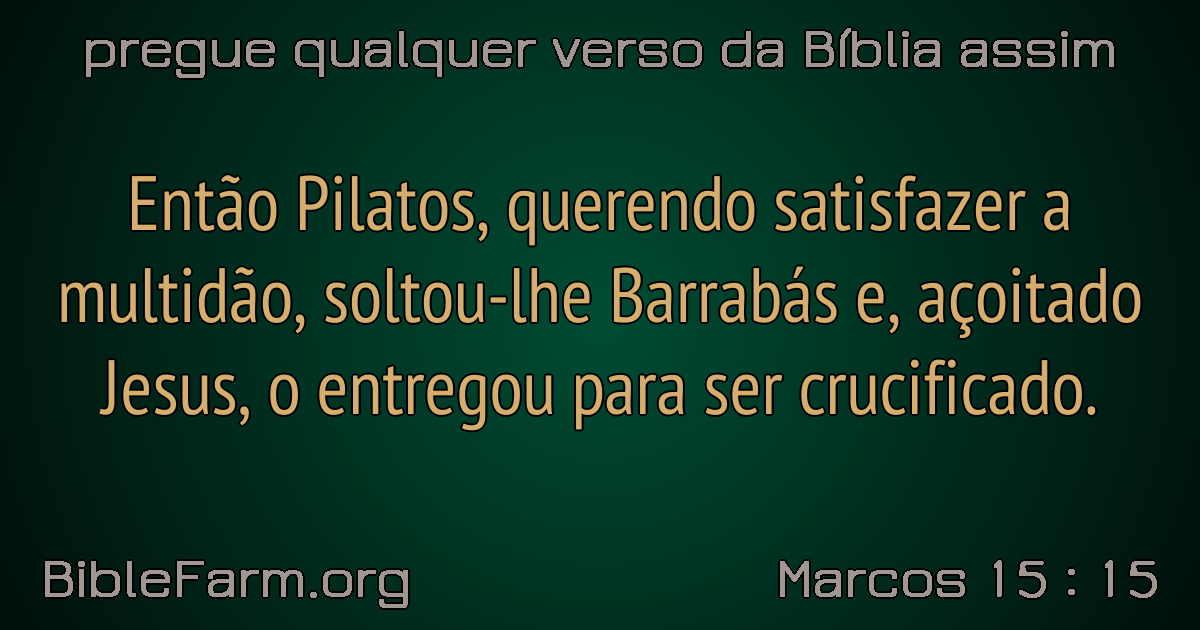 pregue qualquer verso da Bíblia assim
Então Pilatos, querendo satisfazer a
multidão, soltou-lhe Barrabás e, açoitado
Jesus, o entregou para ser crucificado.
BibleFarm.org
Marcos 15 : 15